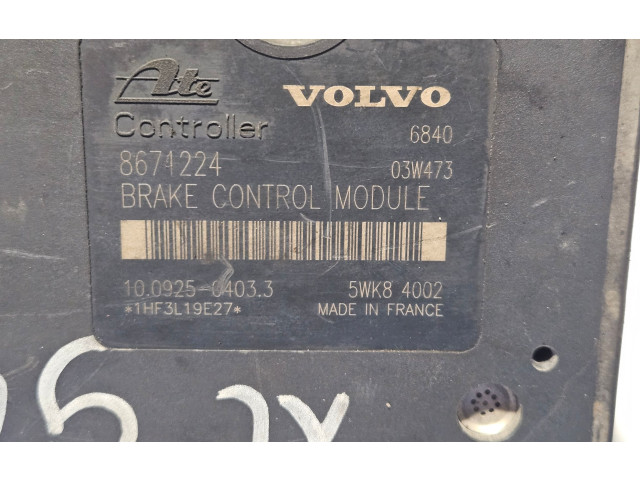 Ate VOLVO
Controller 6840
8671224 03W473
BRAKE CONTROL MODULE
10.0925-0403.3 5WK8 4002
*1HF3L19E27* MADE IN FRANCE